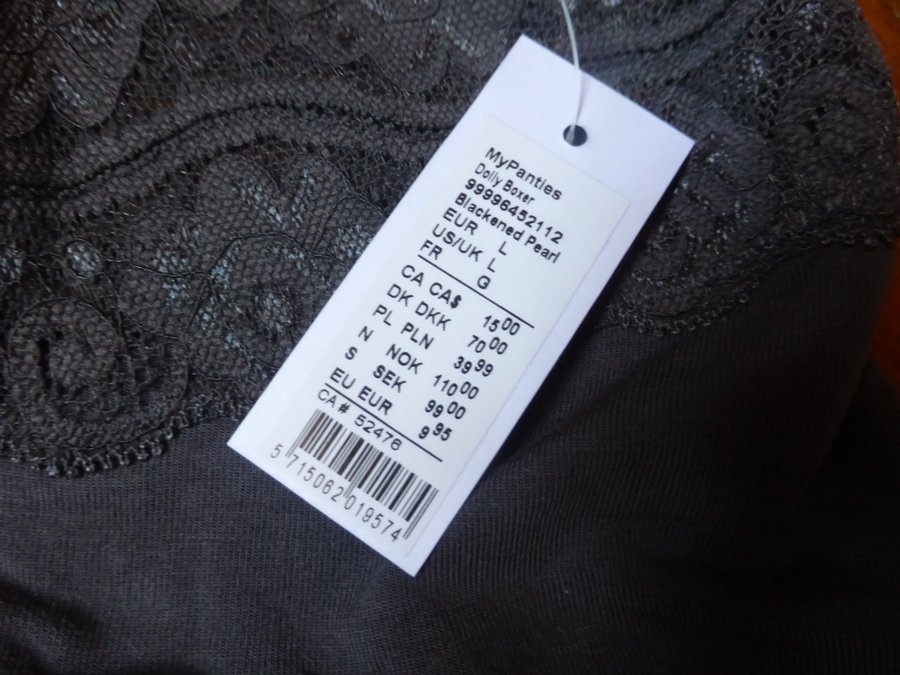 MyPanties
Dolly Boxer
99996452112
Blackened Pearl
EUR L
US/UK L
FR G
CA CA$ 15 00
DK DKK 70 00
PL PLN 39 99
N NOK 110 00
S SEK 99 00
EU EUR 9 95
CA # 52476
5 715062 019574